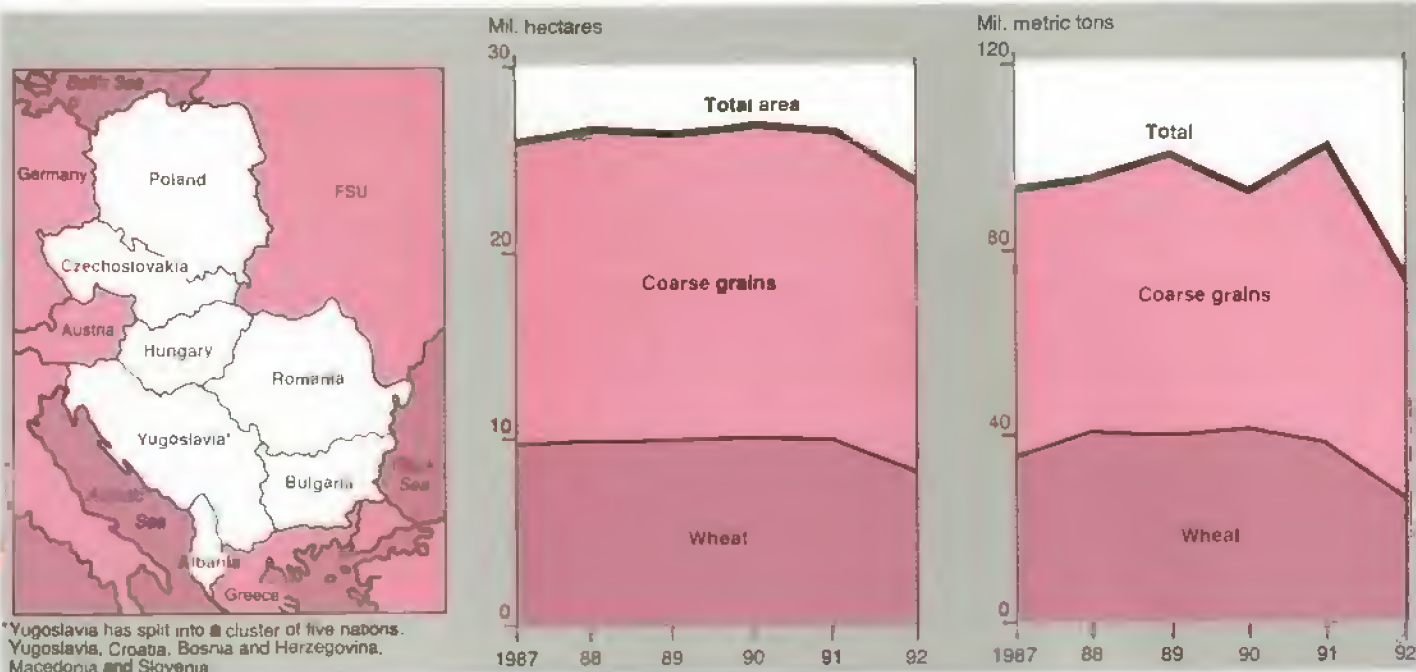 Baltic Sea
Germany
Poland
FSU
Czechoslovakia
Austria
Hungary
Romania
Yugoslavia*
Bulgaria
Sea
Adriatic
Sea
Albania
Greece
*Yugoslavia has split into a cluster of five nations.
Yugoslavia, Croatia, Bosnia and Herzegovina,
Macedonia and Slovenia
Mil. hectares
30
Total area
20
Coarse grains
10
Wheat
0
1987 88 89 90 91 92
Mil. metric tons
120
Total
80
Coarse grains
40
Wheat
0
1987 88 89 90 91 92